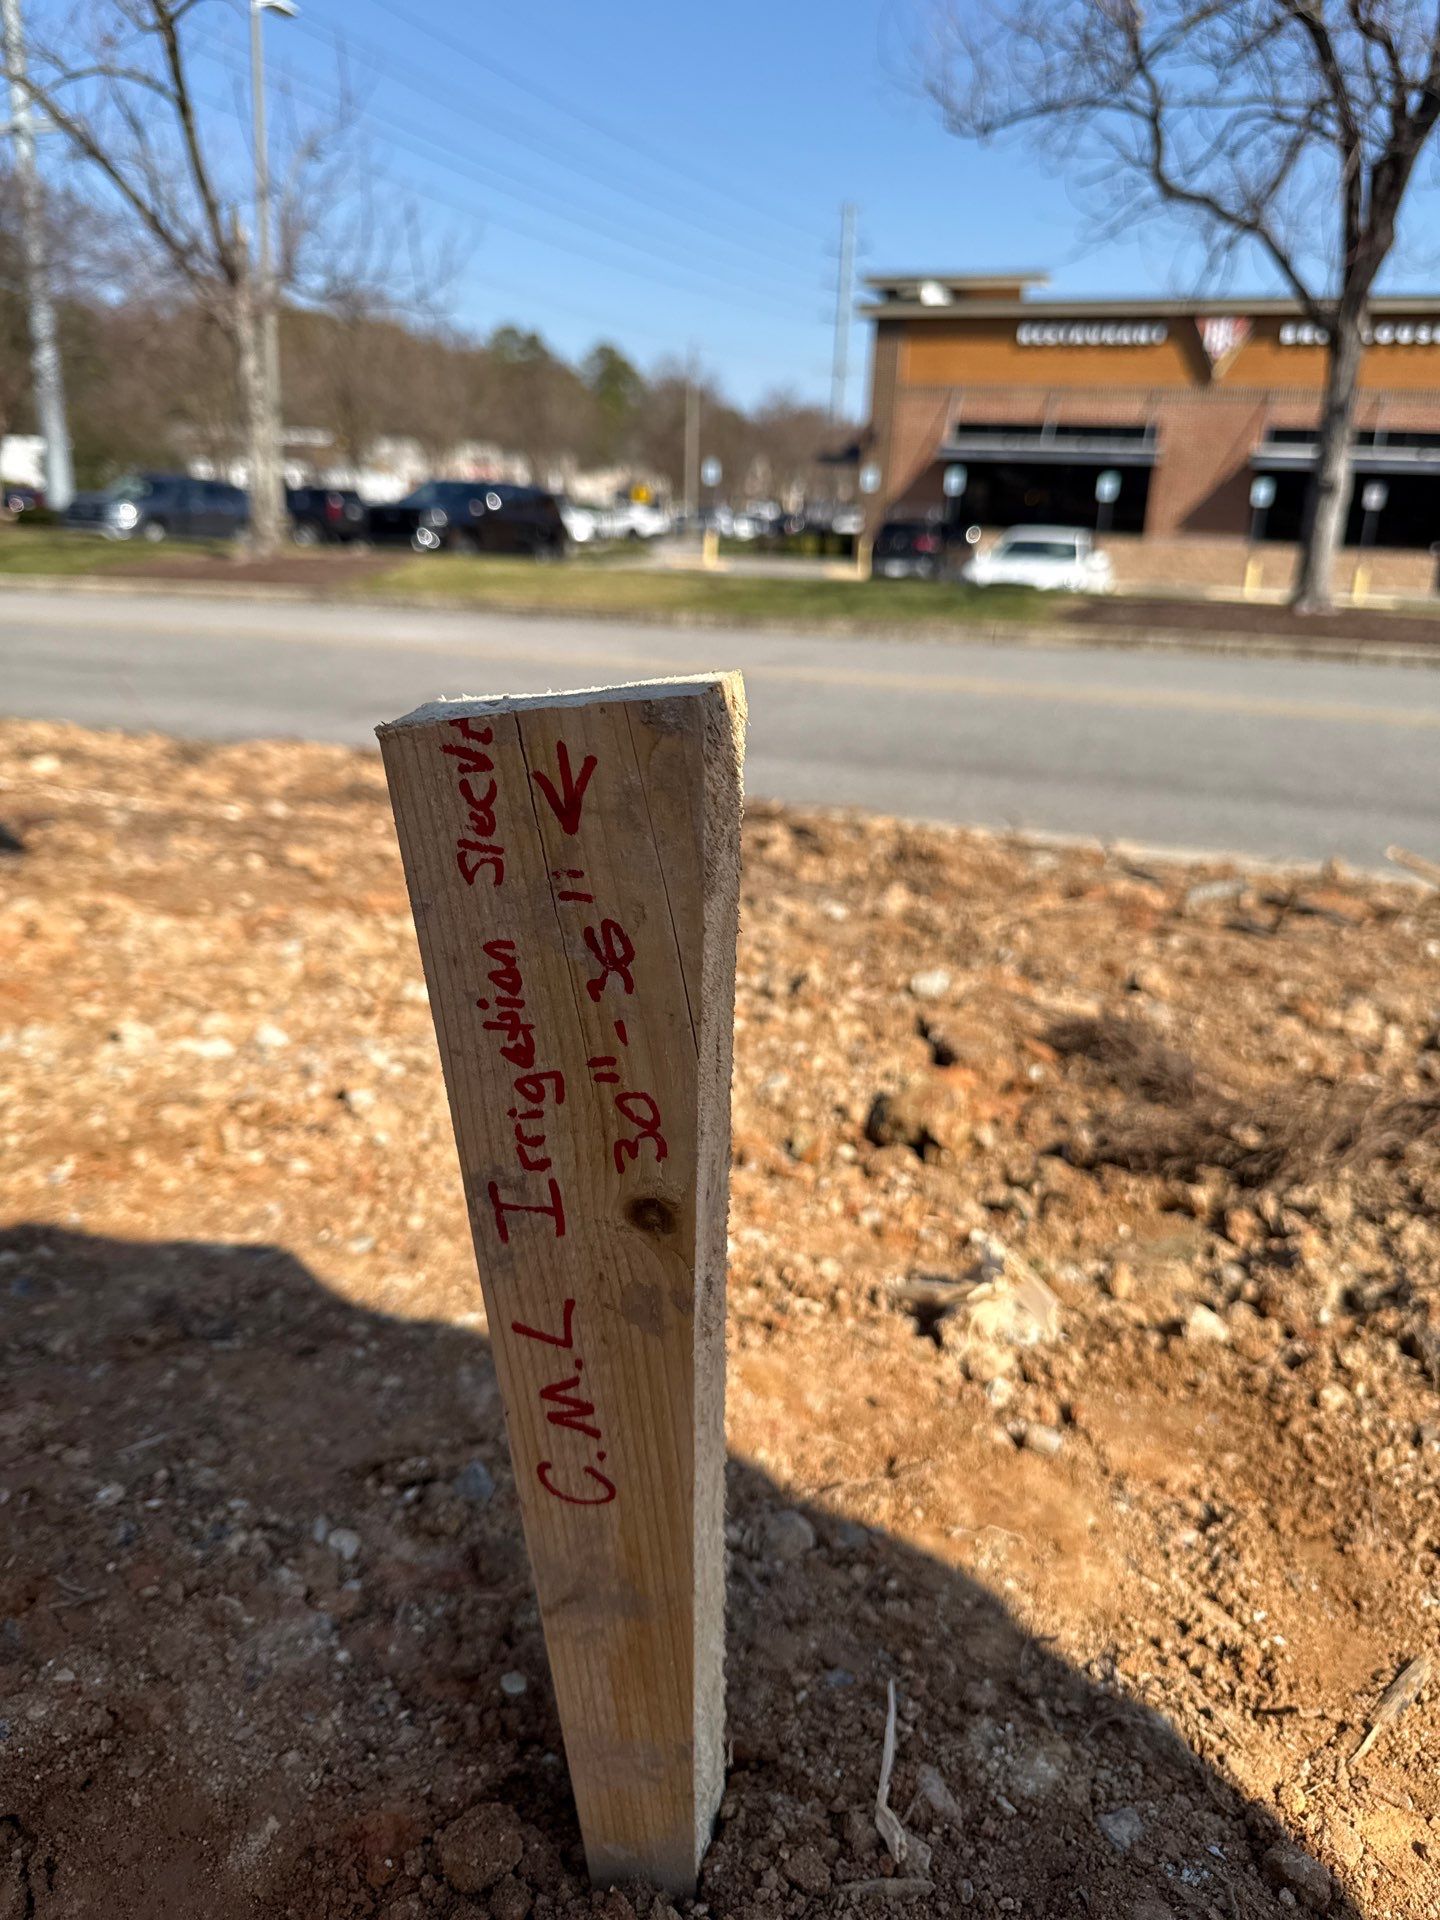 C.M.L Irrigation Sleeve
30"-36" ←
RESTAURANT